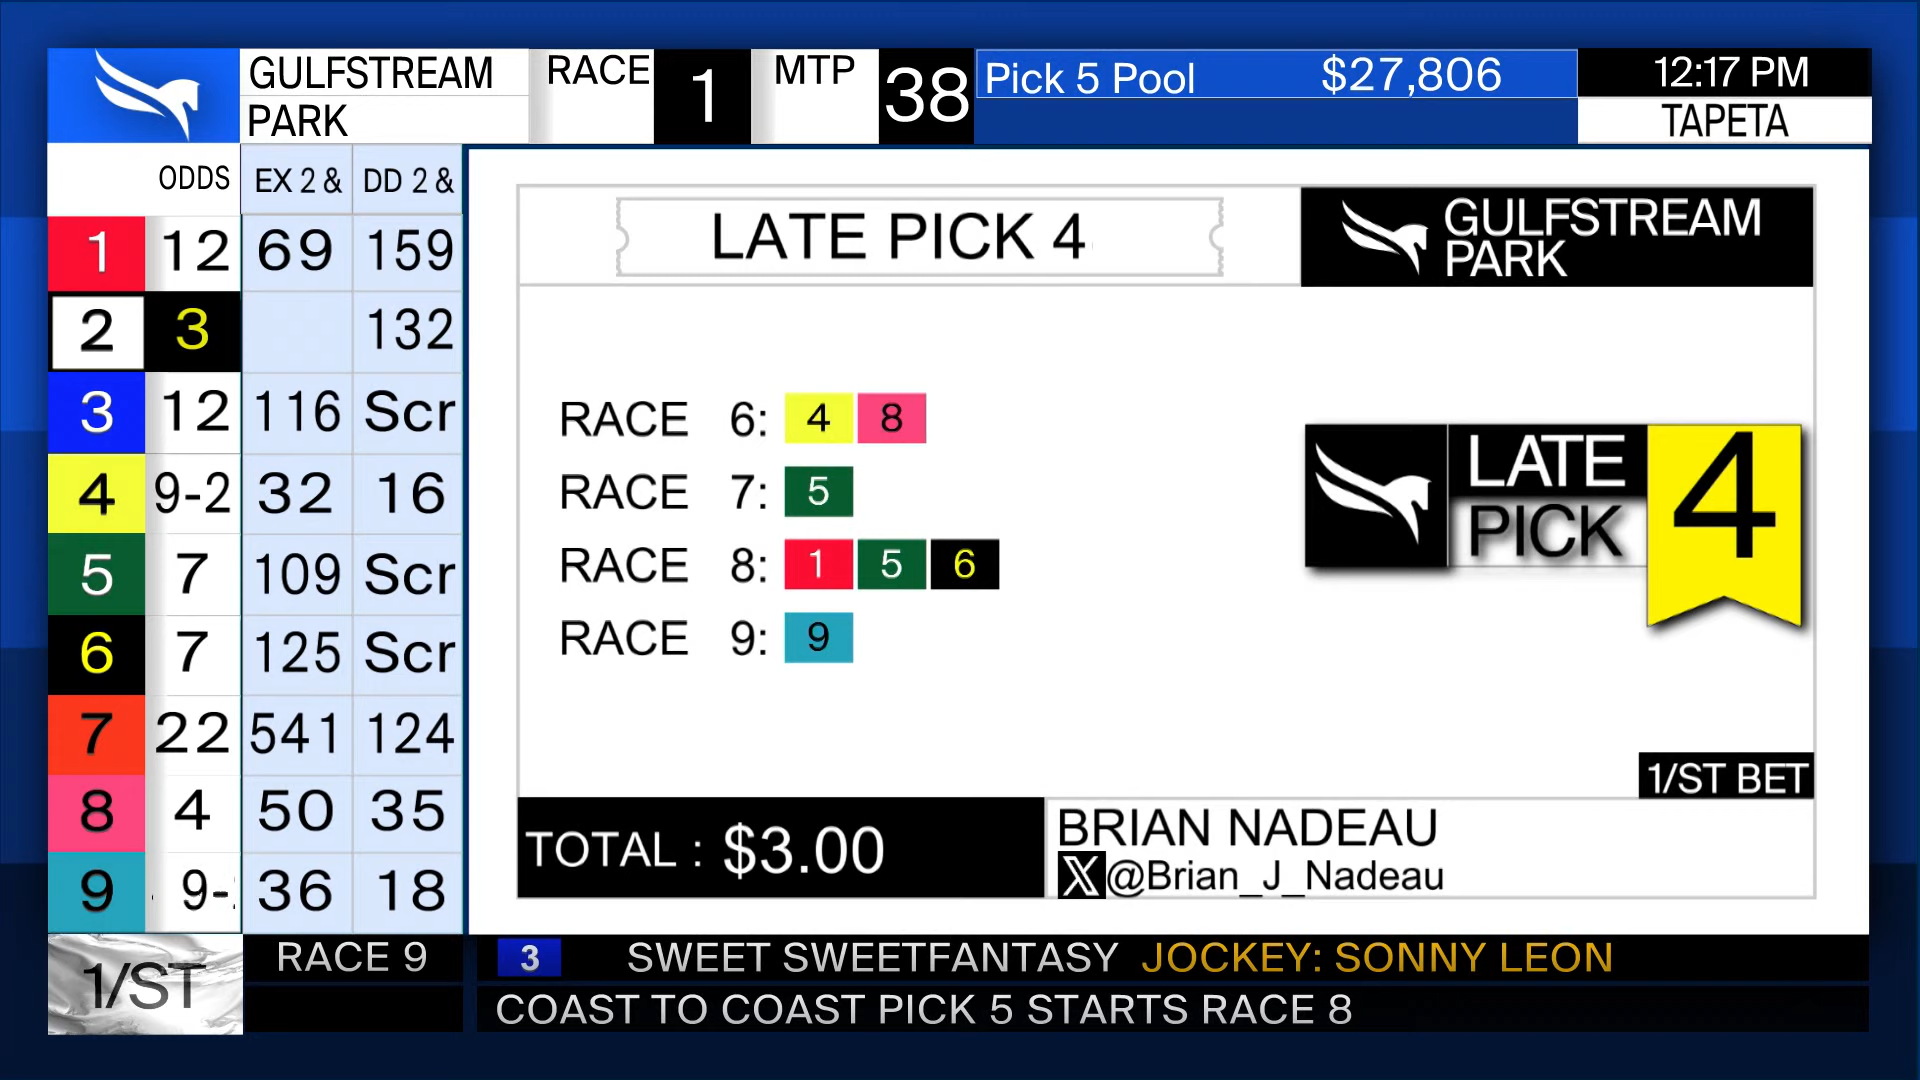 GULFSTREAM PARK
RACE 1 MTP 38
Pick 5 Pool $27,806
12:17 PM
TAPETA
ODDS EX 2 & DD 2 &
1 12 69 159
2 3 132
3 12 116 Scr
4 9-2 32 16
5 7 109 Scr
6 7 125 Scr
7 22 541 124
8 4 50 35
9 9- 36 18
LATE PICK 4
GULFSTREAM
PARK
RACE 6: 4 8
RACE 7: 5
RACE 8: 1 5 6
RACE 9: 9
LATE
PICK
4
1/ST BET
TOTAL : $3.00
BRIAN NADEAU
X @Brian_J_Nadeau
1/ST
RACE 9
3 SWEET SWEETFANTASY JOCKEY: SONNY LEON
COAST TO COAST PICK 5 STARTS RACE 8